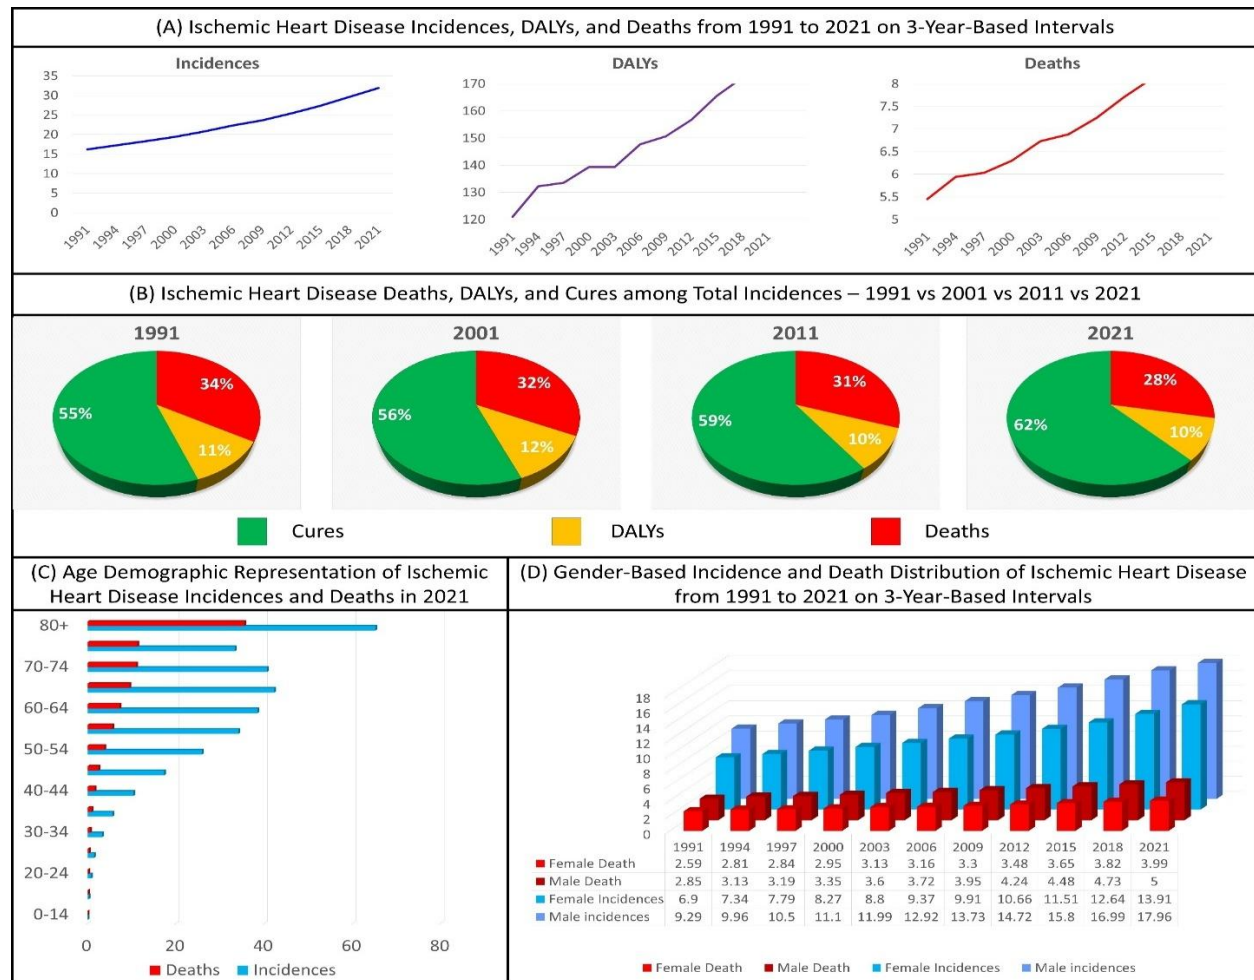 (A) Ischemic Heart Disease Incidences, DALYs, and Deaths from 1991 to 2021 on 3-Year-Based Intervals
Incidences
35
30
25
20
15
10
5
0
1991 1994 1997 2000 2003 2006 2009 2012 2015 2018 2021
DALYs
170
160
150
140
130
120
1991 1994 1997 2000 2003 2006 2009 2012 2015 2018 2021
Deaths
8
7.5
7
6.5
6
5.5
5
1991 1994 1997 2000 2003 2006 2009 2012 2015 2018 2021
(B) Ischemic Heart Disease Deaths, DALYs, and Cures among Total Incidences – 1991 vs 2001 vs 2011 vs 2021
1991
34%
55%
11%
2001
32%
56%
12%
2011
31%
59%
10%
2021
28%
62%
10%
Cures DALYs Deaths
(C) Age Demographic Representation of Ischemic
Heart Disease Incidences and Deaths in 2021
80+
70-74
60-64
50-54
40-44
30-34
20-24
0-14
0 20 40 60 80
Deaths Incidences
(D) Gender-Based Incidence and Death Distribution of Ischemic Heart Disease
from 1991 to 2021 on 3-Year-Based Intervals
18
16
14
12
10
8
6
4
2
0
1991 1994 1997 2000 2003 2006 2009 2012 2015 2018 2021
Female Death 2.59 2.81 2.84 2.95 3.13 3.16 3.3 3.48 3.65 3.82 3.99
Male Death 2.85 3.13 3.19 3.35 3.6 3.72 3.95 4.24 4.48 4.73 5
Female Incidences 6.9 7.34 7.79 8.27 8.8 9.37 9.91 10.66 11.51 12.64 13.91
Male incidences 9.29 9.96 10.5 11.1 11.99 12.92 13.73 14.72 15.8 16.99 17.96
Female Death Male Death Female Incidences Male incidences